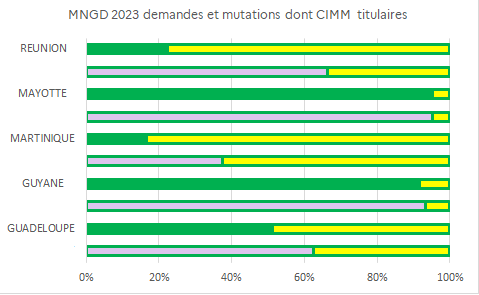 MNGD 2023 demandes et mutations dont CIMM titulaires
REUNION
MAYOTTE
MARTINIQUE
GUYANE
GUADELOUPE
0% 20% 40% 60% 80% 100%